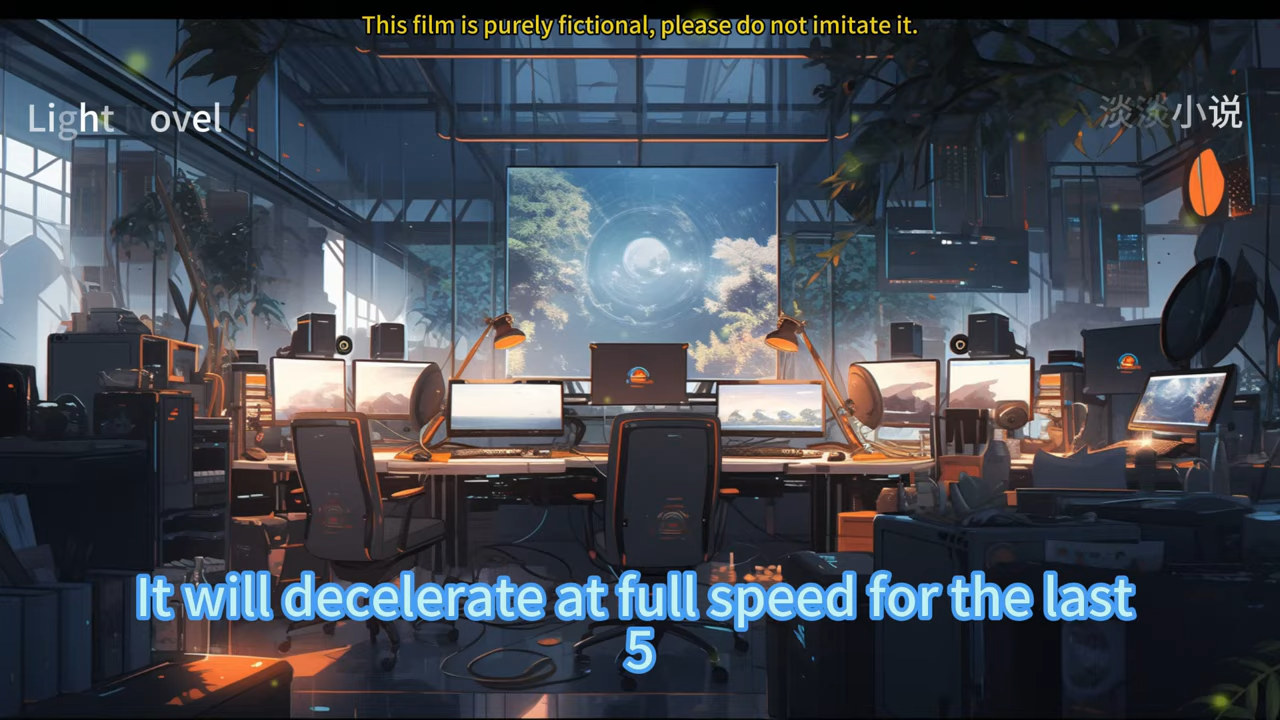 This film is purely fictional, please do not imitate it.
Light Novel
淡淡小说
It will decelerate at full speed for the last
5